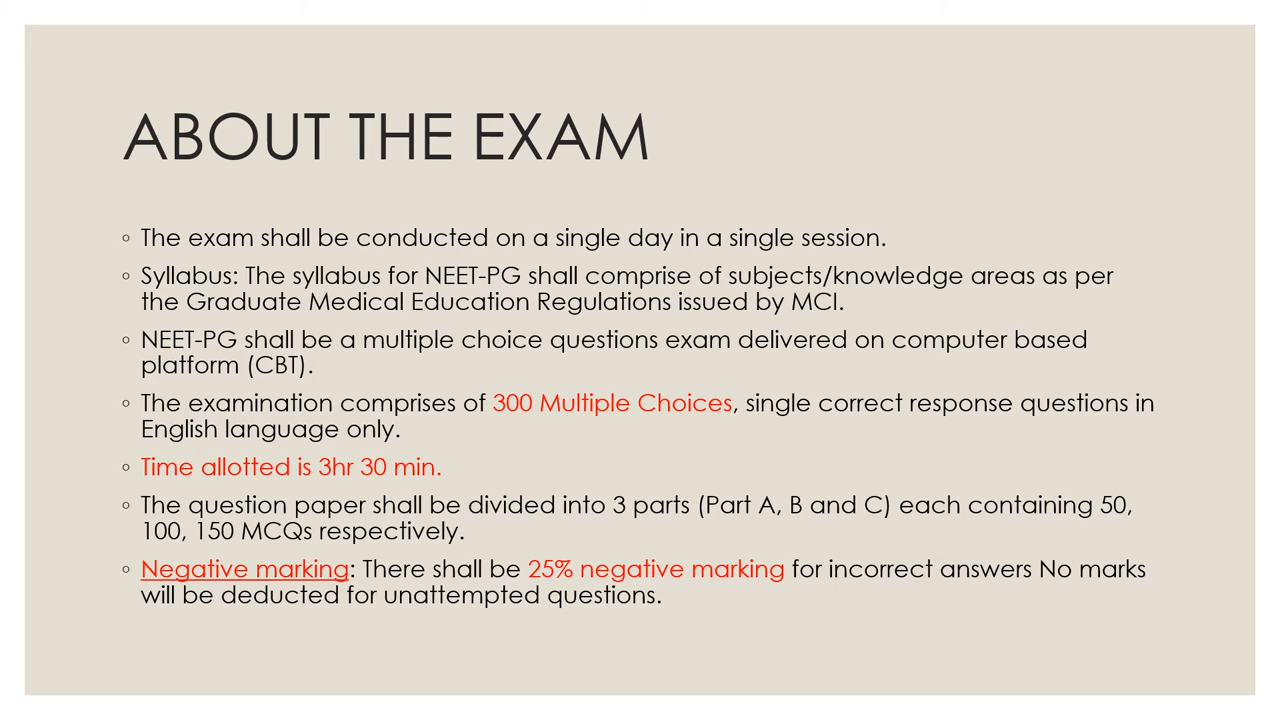 ABOUT THE EXAM
◦ The exam shall be conducted on a single day in a single session.
◦ Syllabus: The syllabus for NEET-PG shall comprise of subjects/knowledge areas as per
the Graduate Medical Education Regulations issued by MCI.
◦ NEET-PG shall be a multiple choice questions exam delivered on computer based
platform (CBT).
◦ The examination comprises of 300 Multiple Choices, single correct response questions in
English language only.
◦ Time allotted is 3hr 30 min.
◦ The question paper shall be divided into 3 parts (Part A, B and C) each containing 50,
100, 150 MCQs respectively.
◦ Negative marking: There shall be 25% negative marking for incorrect answers No marks
will be deducted for unattempted questions.